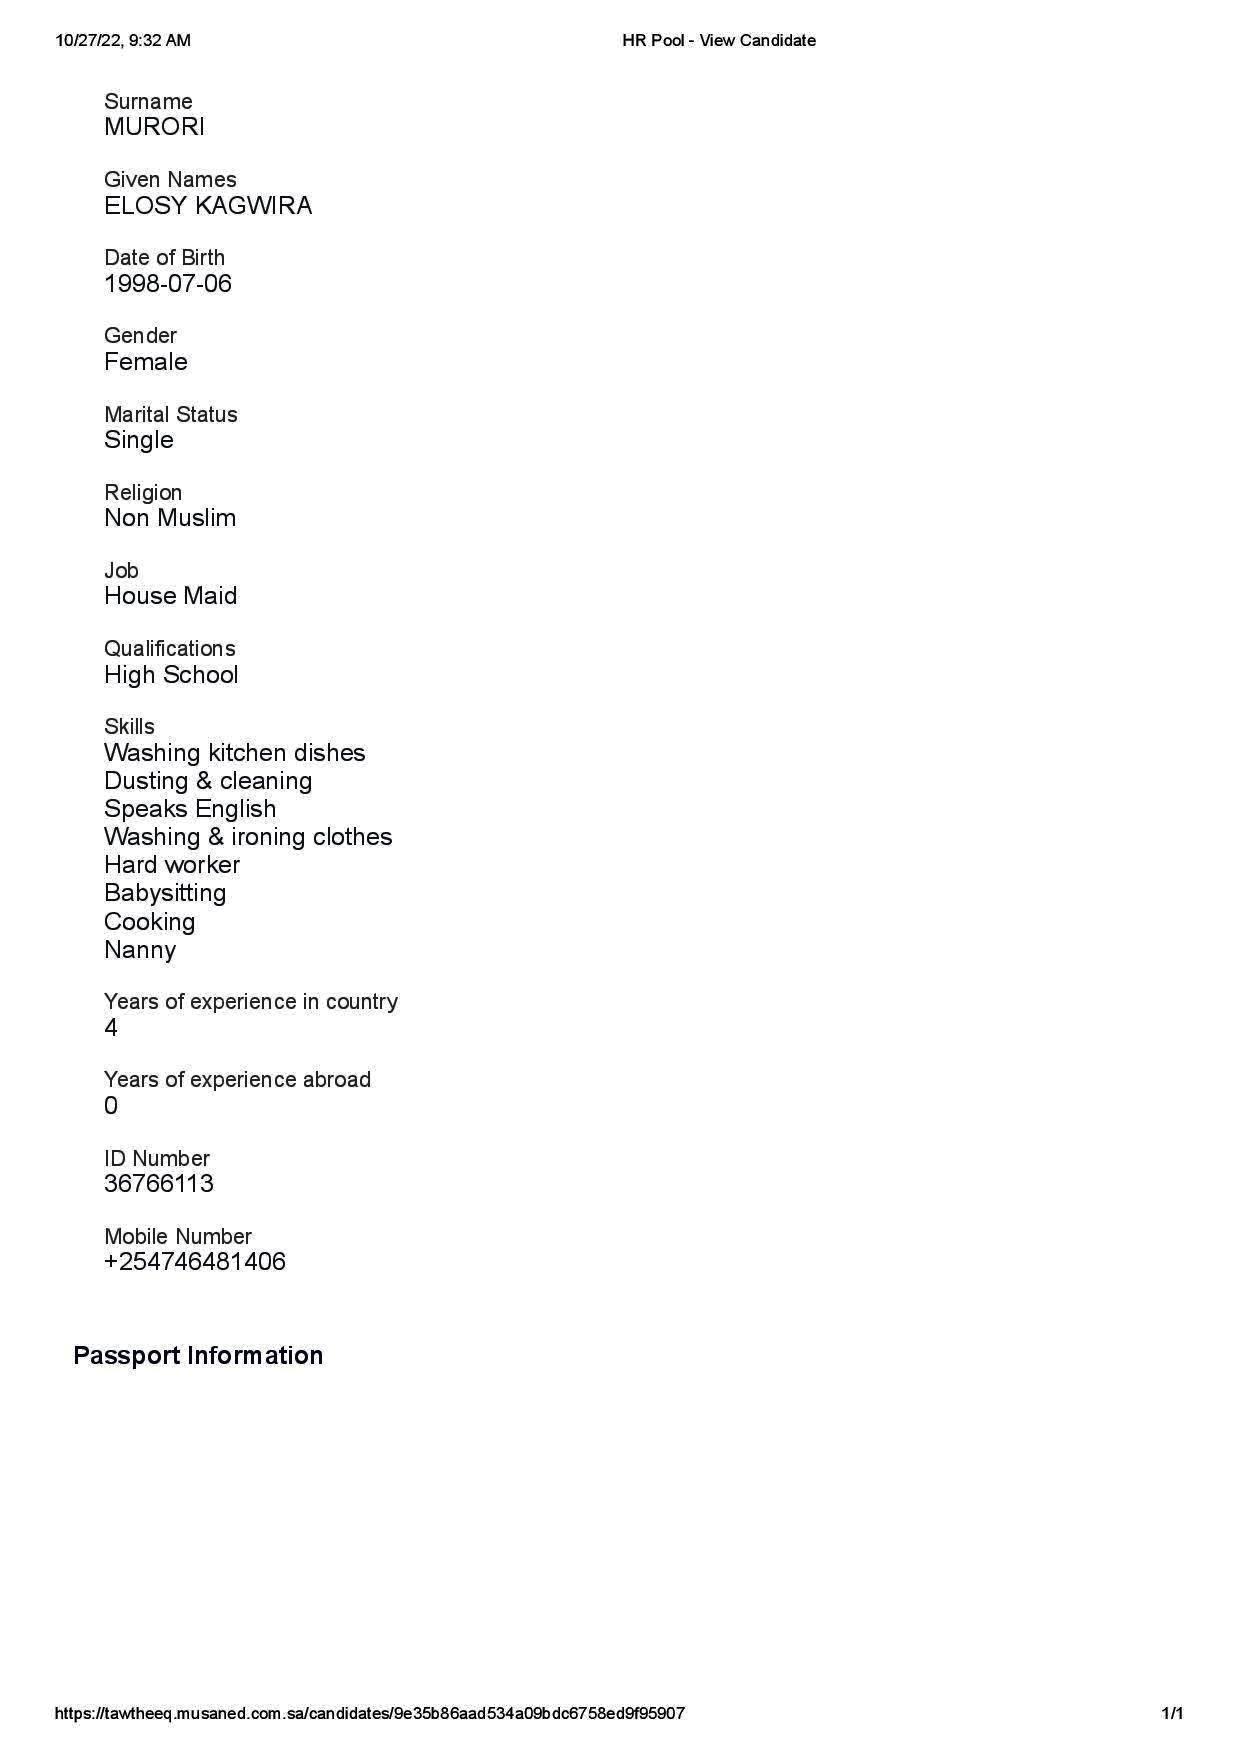 10/27/22, 9:32 AM
HR Pool - View Candidate
Surname
MURORI
Given Names
ELOSY KAGWIRA
Date of Birth
1998-07-06
Gender
Female
Marital Status
Single
Religion
Non Muslim
Job
House Maid
Qualifications
High School
Skills
Washing kitchen dishes
Dusting & cleaning
Speaks English
Washing & ironing clothes
Hard worker
Babysitting
Cooking
Nanny
Years of experience in country
4
Years of experience abroad
0
ID Number
36766113
Mobile Number
+254746481406
Passport Information
https://tawtheeq.musaned.com.sa/candidates/9e35b86aad534a09bdc6758ed9f95907
1/1